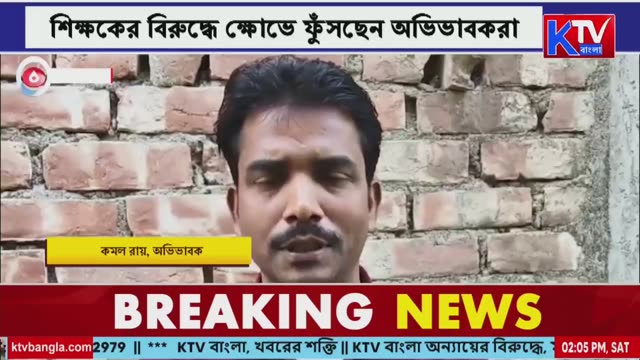 শিক্ষকের বিরুদ্ধে ক্ষোভে ফুঁসছেন অভিভাবকরা
KTV
বাংলা
কমল রায়, অভিভাবক
BREAKING NEWS
ktvbangla.com 2979 || KTV বাংলা, খবরের শক্তি || KTV বাংলা অন্যায়ের বিরুদ্ধে, 02:05 PM, SAT